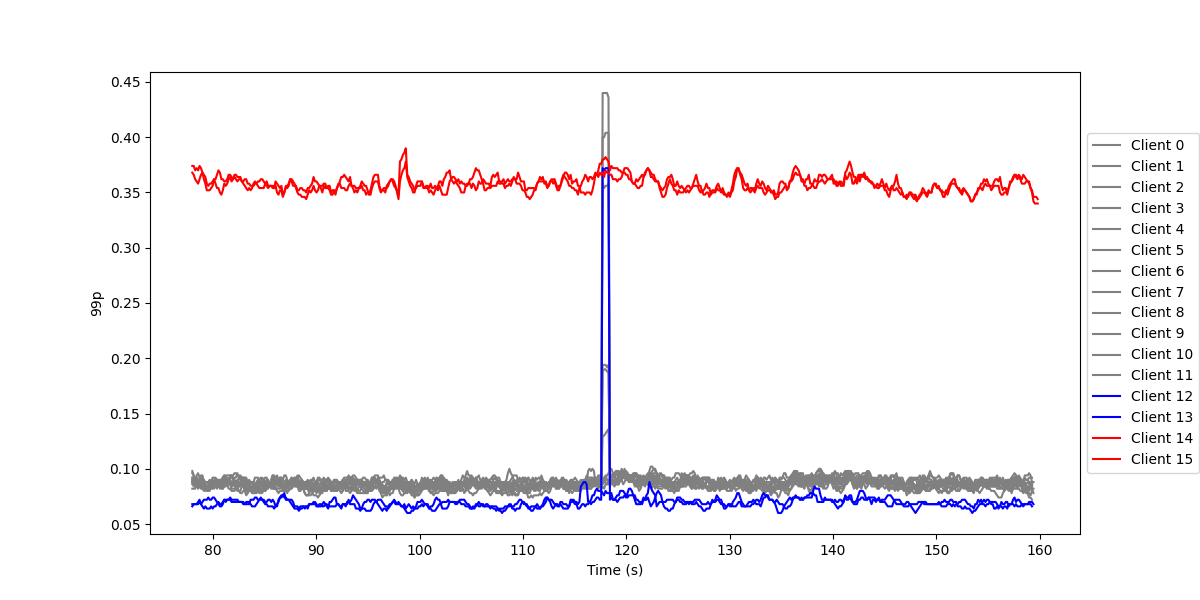 0.45
0.40
0.35
0.30
0.25
0.20
0.15
0.10
0.05
99p
80 90 100 110 120 130 140 150 160
Time (s)
Client 0
Client 1
Client 2
Client 3
Client 4
Client 5
Client 6
Client 7
Client 8
Client 9
Client 10
Client 11
Client 12
Client 13
Client 14
Client 15